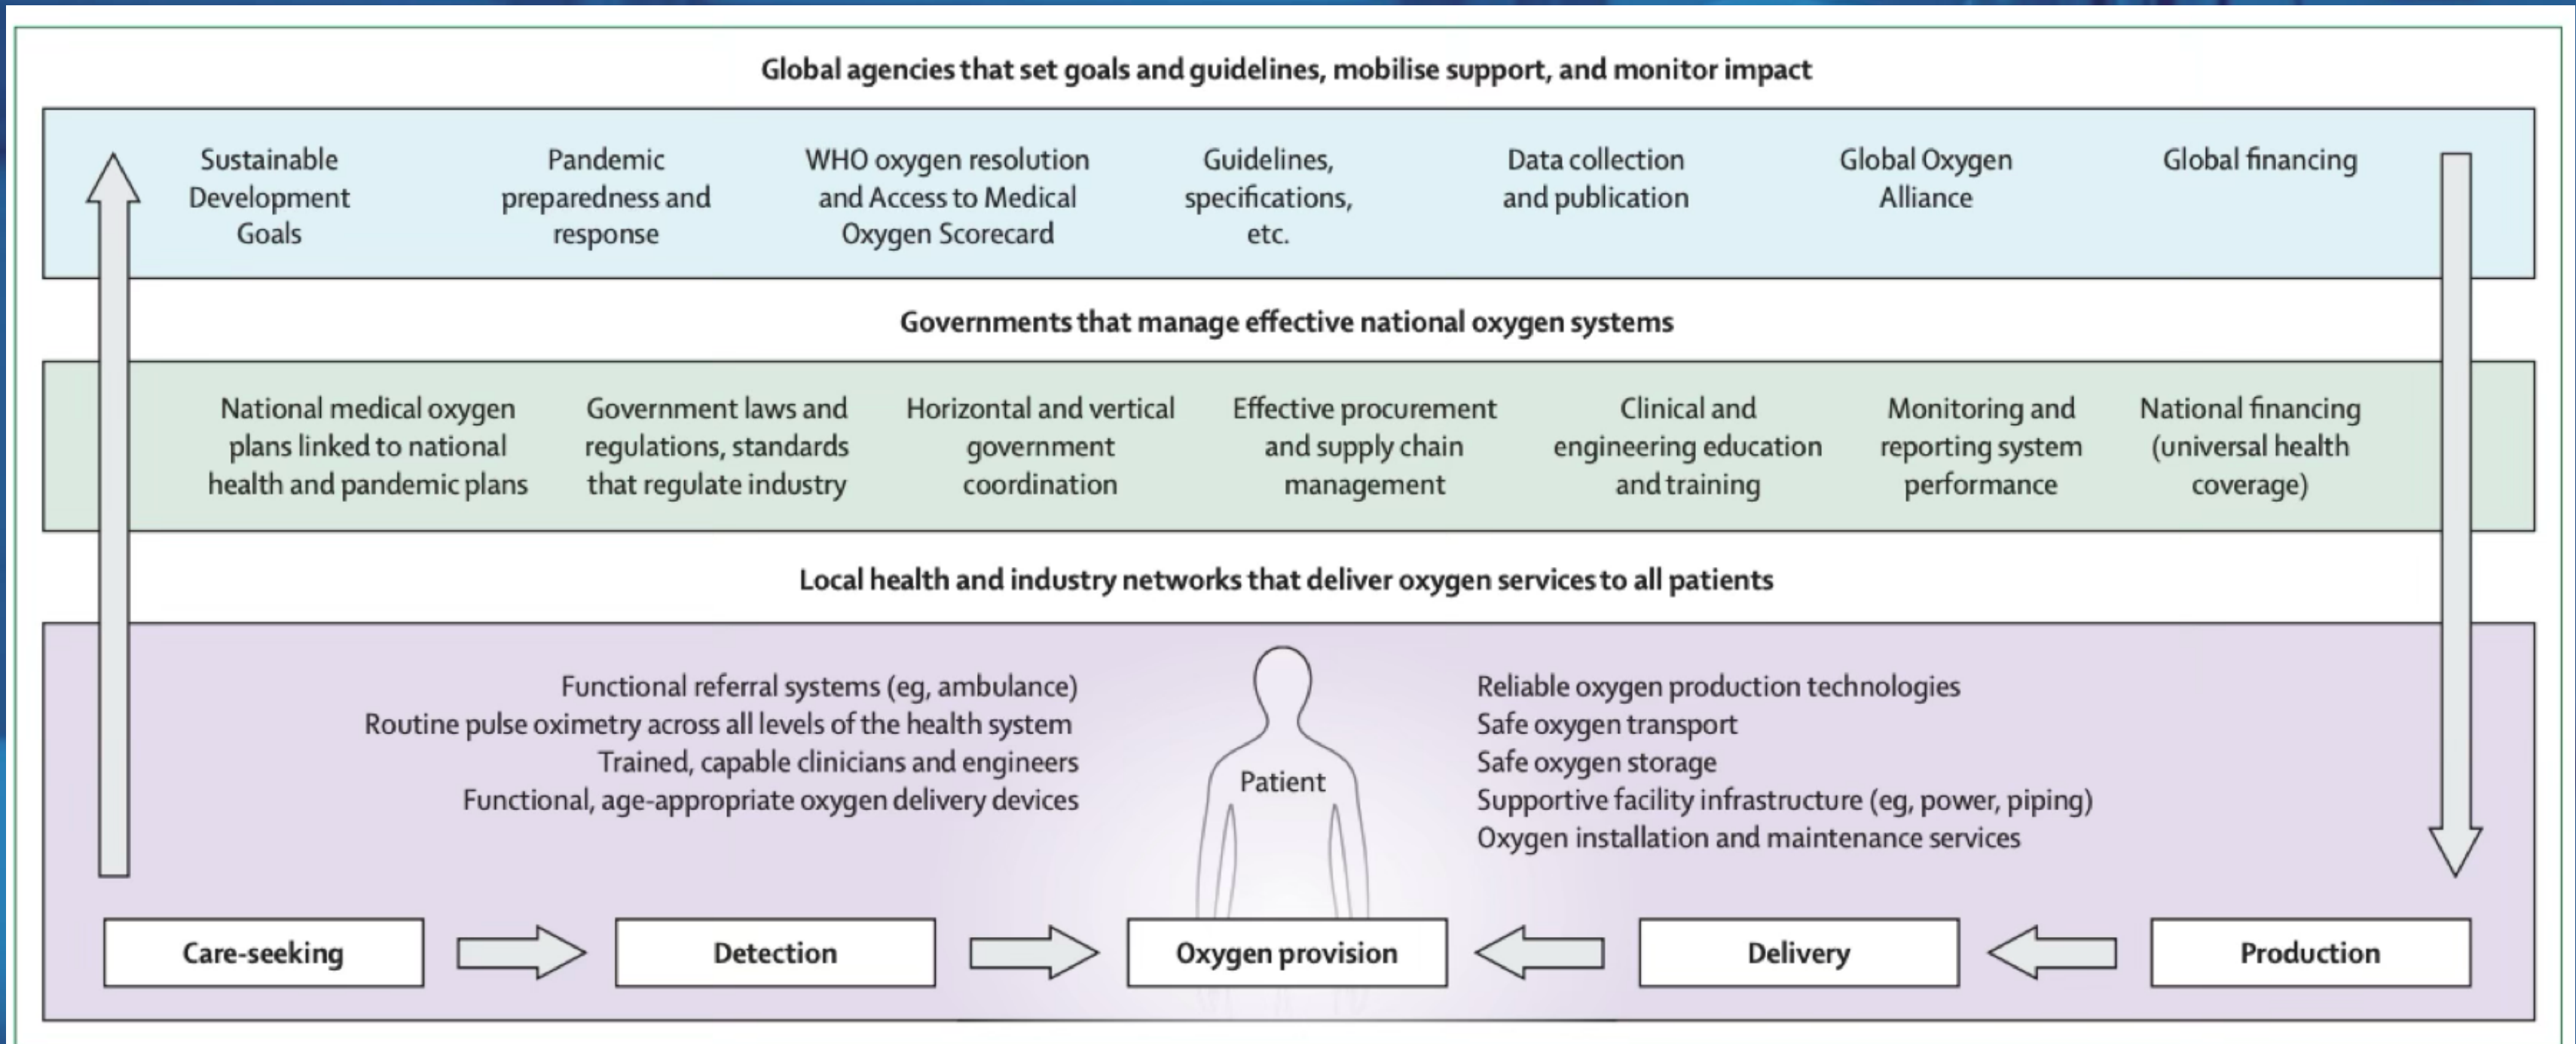 Global agencies that set goals and guidelines, mobilise support, and monitor impact
Sustainable
Development
Goals
Pandemic
preparedness and
response
WHO oxygen resolution
and Access to Medical
Oxygen Scorecard
Guidelines,
specifications,
etc.
Data collection
and publication
Global Oxygen
Alliance
Global financing
Governments that manage effective national oxygen systems
National medical oxygen
plans linked to national
health and pandemic plans
Government laws and
regulations, standards
that regulate industry
Horizontal and vertical
government
coordination
Effective procurement
and supply chain
management
Clinical and
engineering education
and training
Monitoring and
reporting system
performance
National financing
(universal health
coverage)
Local health and industry networks that deliver oxygen services to all patients
Functional referral systems (eg, ambulance)
Routine pulse oximetry across all levels of the health system
Trained, capable clinicians and engineers
Functional, age-appropriate oxygen delivery devices
Patient
Reliable oxygen production technologies
Safe oxygen transport
Safe oxygen storage
Supportive facility infrastructure (eg, power, piping)
Oxygen installation and maintenance services
Care-seeking
Detection
Oxygen provision
Delivery
Production